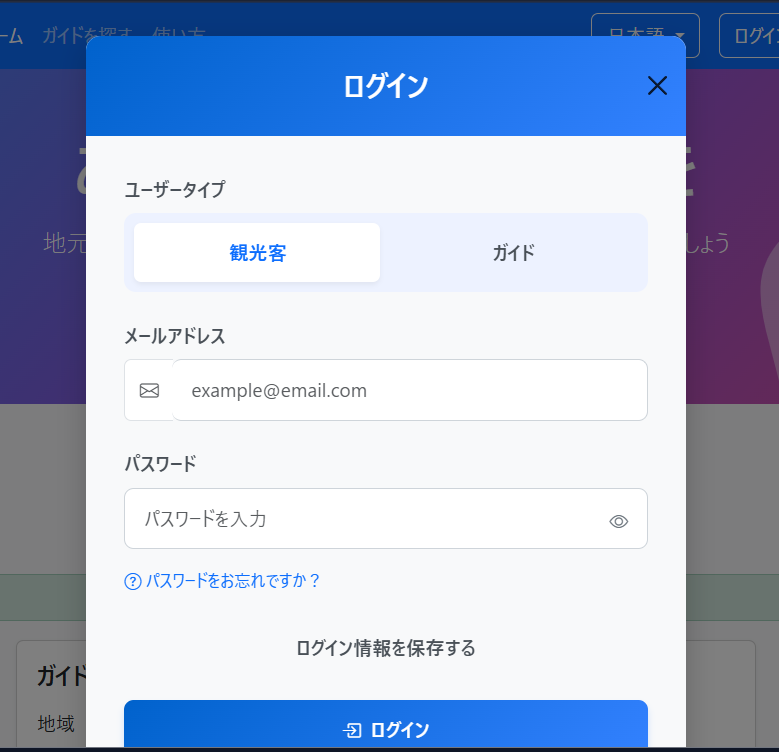 ーム ガイドを探す 使い方 日本語 ログイン
ログイン
地元 しょう
ユーザータイプ
観光客 ガイド
メールアドレス
example@email.com
パスワード
パスワードを入力
パスワードをお忘れですか？
ログイン情報を保存する
ログイン
ガイド
地域